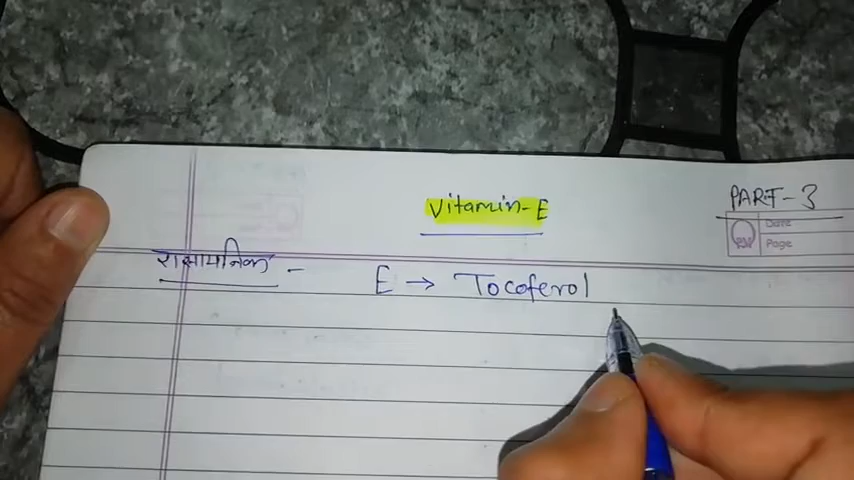 PART-3
Vitamin-E
Date
Page
रासायनिक - E → Tocoferol